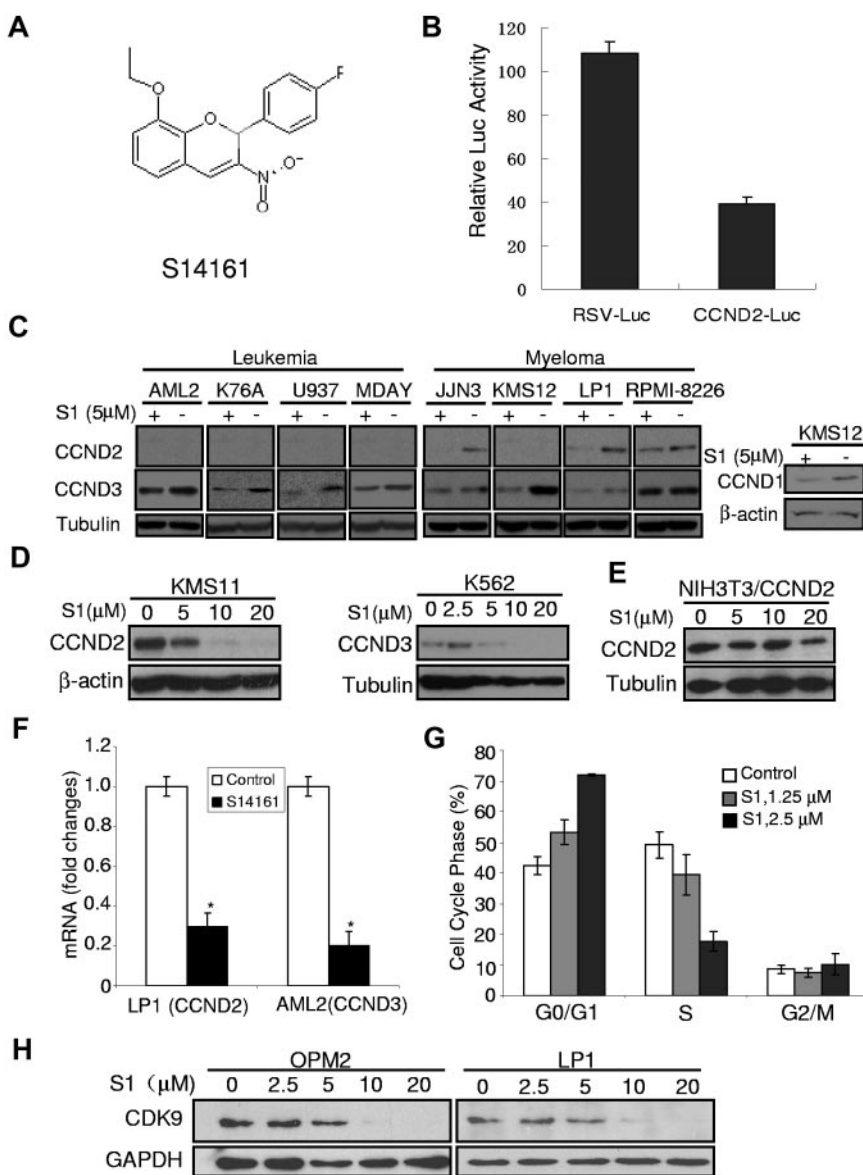 A
F
O
O
N
O⁻
O
S14161
B
Relative Luc Activity
120
100
80
60
40
20
0
RSV-Luc CCND2-Luc
C
Leukemia Myeloma
AML2 K76A U937 MDAY JJN3 KMS12 LP1 RPMI-8226
S1 (5μM) + - + - + - + - + - + - + - + -
CCND2
CCND3
Tubulin
KMS12
S1 (5μM) + -
CCND1
β-actin
D
KMS11
S1(μM) 0 5 10 20
CCND2
β-actin
K562
S1(μM) 0 2.5 5 10 20
CCND3
Tubulin
E
NIH3T3/CCND2
S1(μM) 0 5 10 20
CCND2
Tubulin
F
mRNA (fold changes)
1.2
1.0
0.8
0.6
0.4
0.2
0
Control
S14161
* *
LP1 (CCND2) AML2(CCND3)
G
Cell Cycle Phase (%)
80
70
60
50
40
30
20
10
0
Control
S1,1.25 μM
S1,2.5 μM
G0/G1 S G2/M
H
OPM2 LP1
S1 (μM) 0 2.5 5 10 20 0 2.5 5 10 20
CDK9
GAPDH